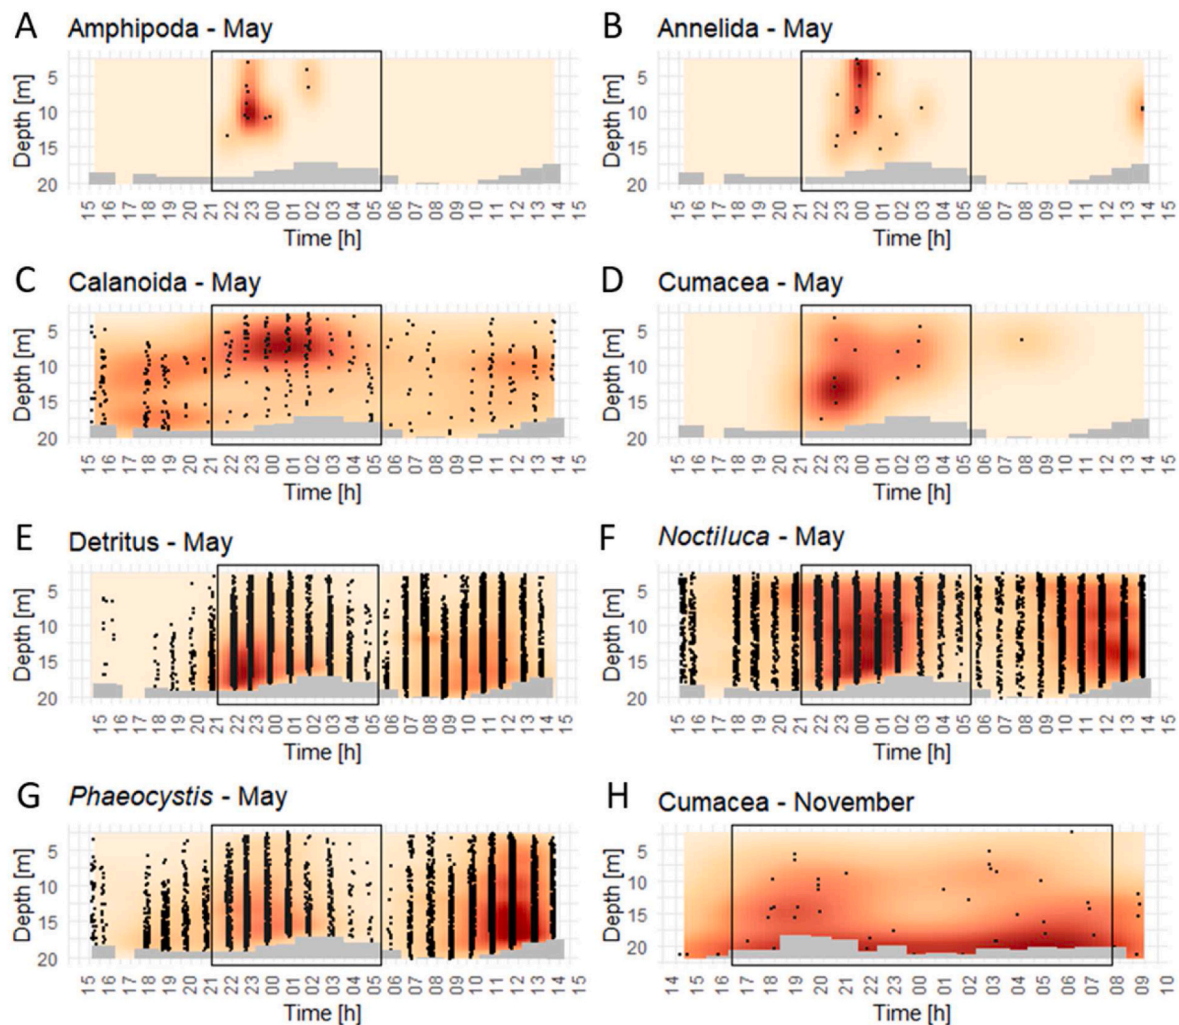 A Amphipoda - May
Depth [m]
5
10
15
20
15 16 17 18 19 20 21 22 23 00 01 02 03 04 05 06 07 08 09 10 11 12 13 14 15
Time [h]
B Annelida - May
Depth [m]
5
10
15
20
15 16 17 18 19 20 21 22 23 00 01 02 03 04 05 06 07 08 09 10 11 12 13 14 15
Time [h]
C Calanoida - May
Depth [m]
5
10
15
20
15 16 17 18 19 20 21 22 23 00 01 02 03 04 05 06 07 08 09 10 11 12 13 14 15
Time [h]
D Cumacea - May
Depth [m]
5
10
15
20
15 16 17 18 19 20 21 22 23 00 01 02 03 04 05 06 07 08 09 10 11 12 13 14 15
Time [h]
E Detritus - May
Depth [m]
5
10
15
20
15 16 17 18 19 20 21 22 23 00 01 02 03 04 05 06 07 08 09 10 11 12 13 14 15
Time [h]
F Noctiluca - May
Depth [m]
5
10
15
20
15 16 17 18 19 20 21 22 23 00 01 02 03 04 05 06 07 08 09 10 11 12 13 14 15
Time [h]
G Phaeocystis - May
Depth [m]
5
10
15
20
15 16 17 18 19 20 21 22 23 00 01 02 03 04 05 06 07 08 09 10 11 12 13 14 15
Time [h]
H Cumacea - November
Depth [m]
5
10
15
20
14 15 16 17 18 19 20 21 22 23 00 01 02 03 04 05 06 07 08 09 10
Time [h]